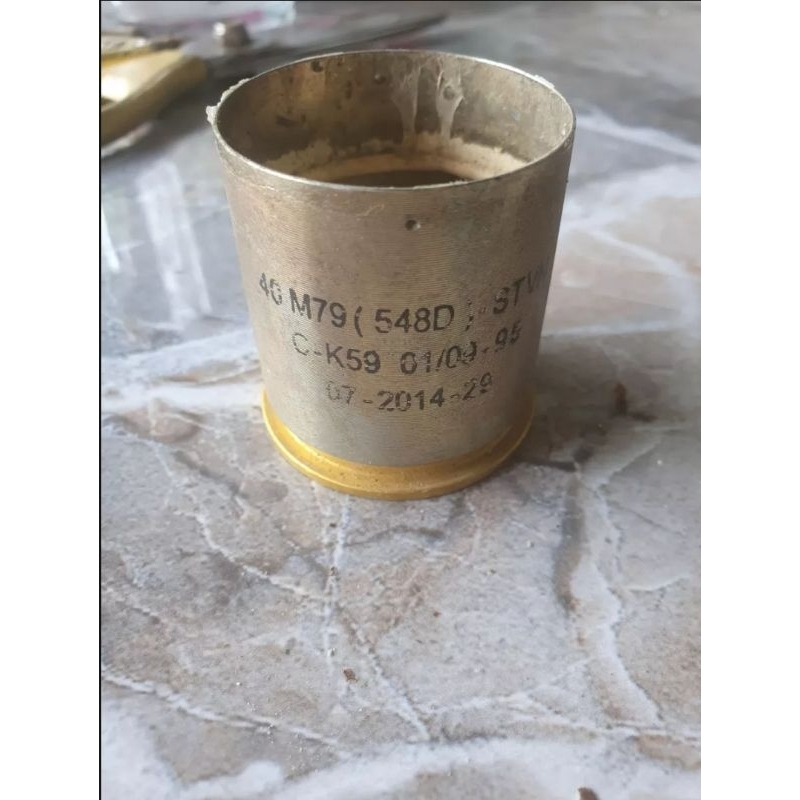 40 M79 ( 548D )
C-K59 01/09-95
07-2014-29